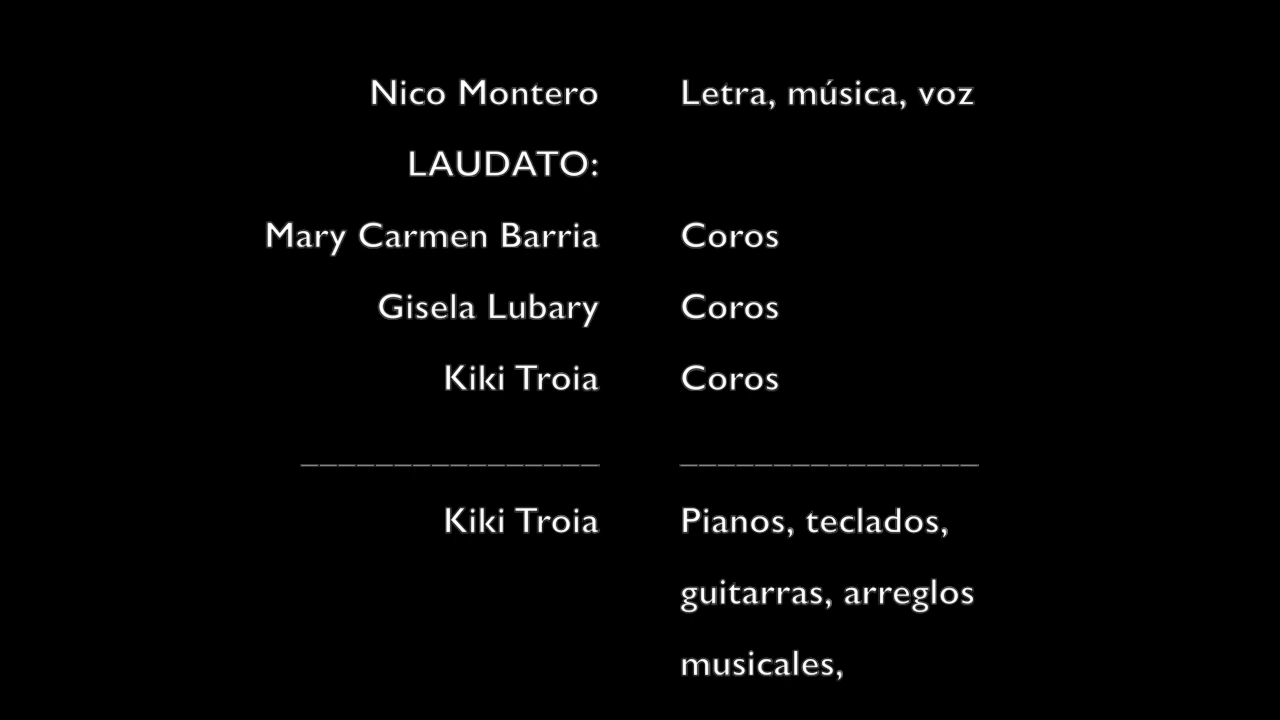 Nico Montero Letra, música, voz
LAUDATO:
Mary Carmen Barria Coros
Gisela Lubary Coros
Kiki Troia Coros
________________ ________________
Kiki Troia Pianos, teclados,
guitarras, arreglos
musicales,